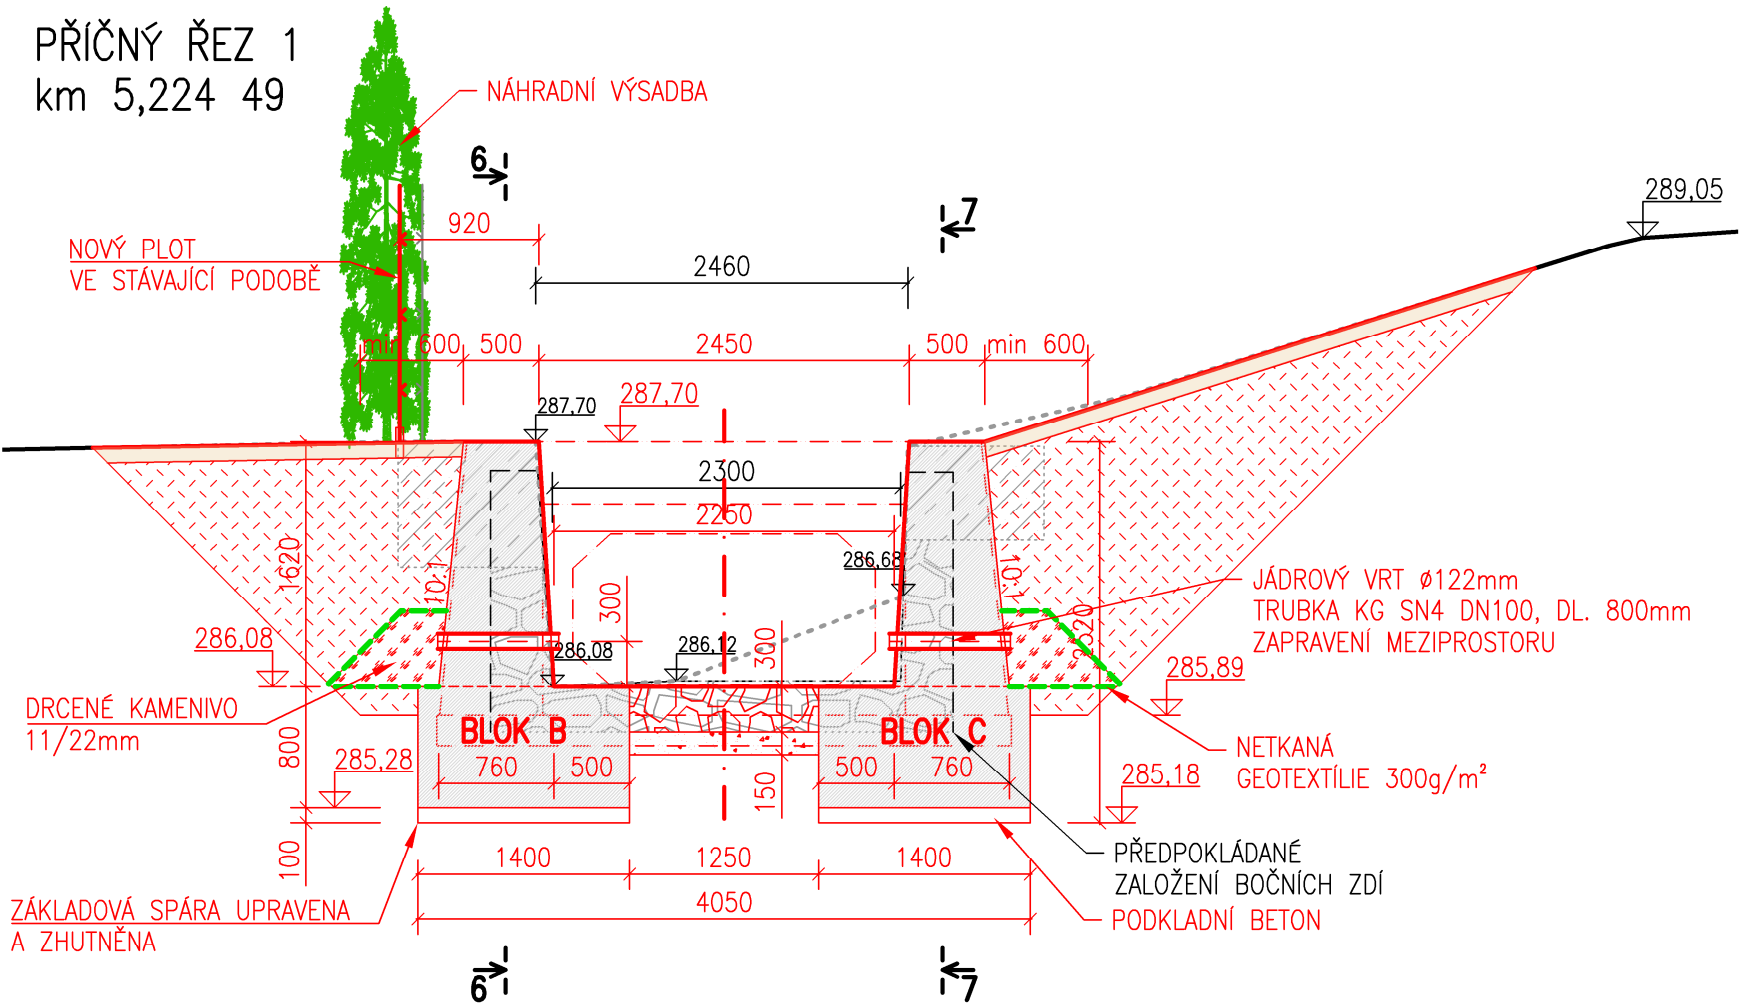 PŘÍČNÝ ŘEZ 1
km 5,224 49
NÁHRADNÍ VÝSADBA
6
7
289,05
920
NOVÝ PLOT
VE STÁVAJÍCÍ PODOBĚ
2460
min 600
500
2450
500
min 600
287,70
287,70
2300
2250
286,68
1620
10:1
10:1
300
JÁDROVÝ VRT Ø122mm
TRUBKA KG SN4 DN100, DL. 800mm
ZAPRAVENÍ MEZIPROSTORU
2520
286,08
286,08
286,12
300
285,89
DRCENÉ KAMENIVO
11/22mm
BLOK B
BLOK C
NETKANÁ
GEOTEXTÍLIE 300g/m²
800
285,28
760
500
150
500
760
285,18
100
1400
1250
1400
PŘEDPOKLÁDANÉ
ZALOŽENÍ BOČNÍCH ZDÍ
4050
ZÁKLADOVÁ SPÁRA UPRAVENA
A ZHUTNĚNA
PODKLADNÍ BETON
6
7